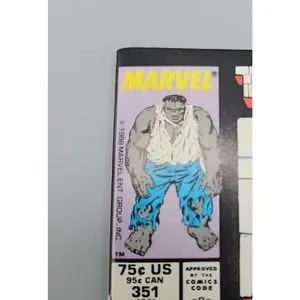 MARVEL®
© 1988 MARVEL ENT. GROUP, INC.
TM
75¢ US
95¢ CAN
351
APPROVED
BY THE
COMICS
CODE